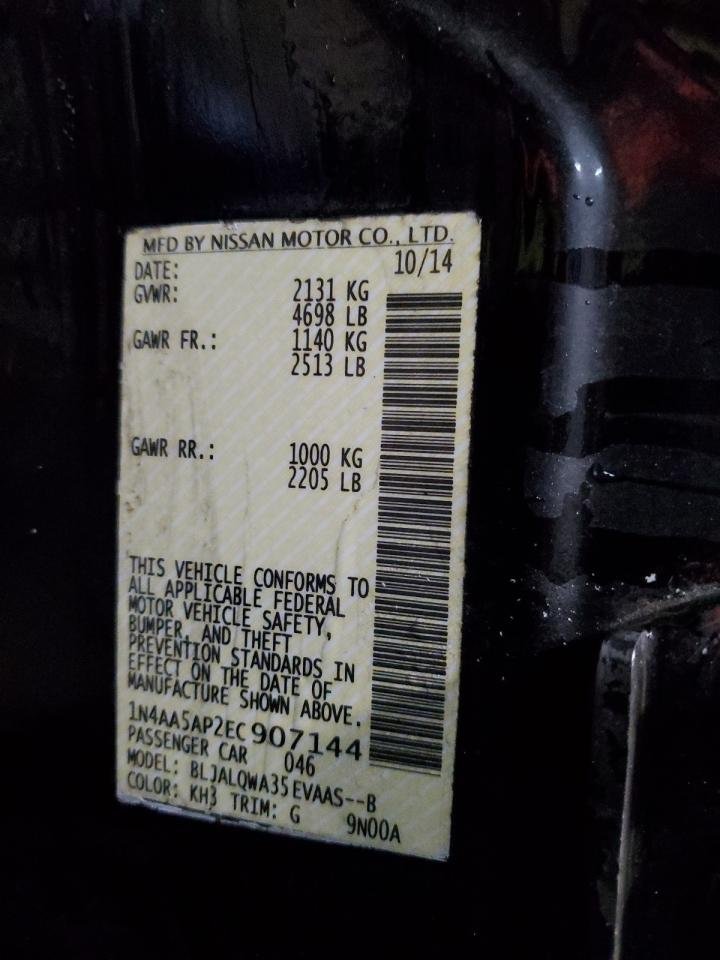 MFD BY NISSAN MOTOR CO., LTD.
DATE: 10/14
GVWR: 2131 KG
4698 LB
GAWR FR.: 1140 KG
2513 LB
GAWR RR.: 1000 KG
2205 LB
THIS VEHICLE CONFORMS TO
ALL APPLICABLE FEDERAL
MOTOR VEHICLE SAFETY,
BUMPER, AND THEFT
PREVENTION STANDARDS IN
EFFECT ON THE DATE OF
MANUFACTURE SHOWN ABOVE.
1N4AA5AP2EC907144
PASSENGER CAR 046
MODEL: BLJALQWA35EVAAS--B
COLOR: KH3 TRIM: G 9N00A